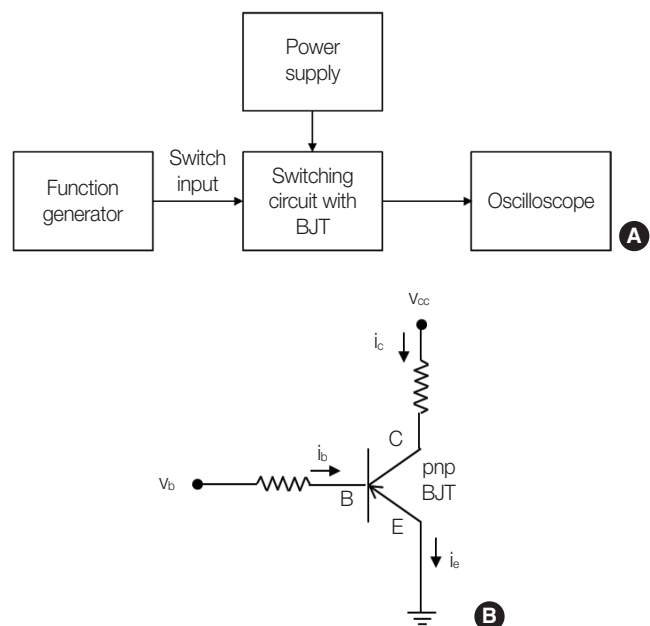 Power
supply
Function
generator
Switch
input
Switching
circuit with
BJT
Oscilloscope
A
Vcc
ic
C
pnp
BJT
ib
vb
B
E
ie
B